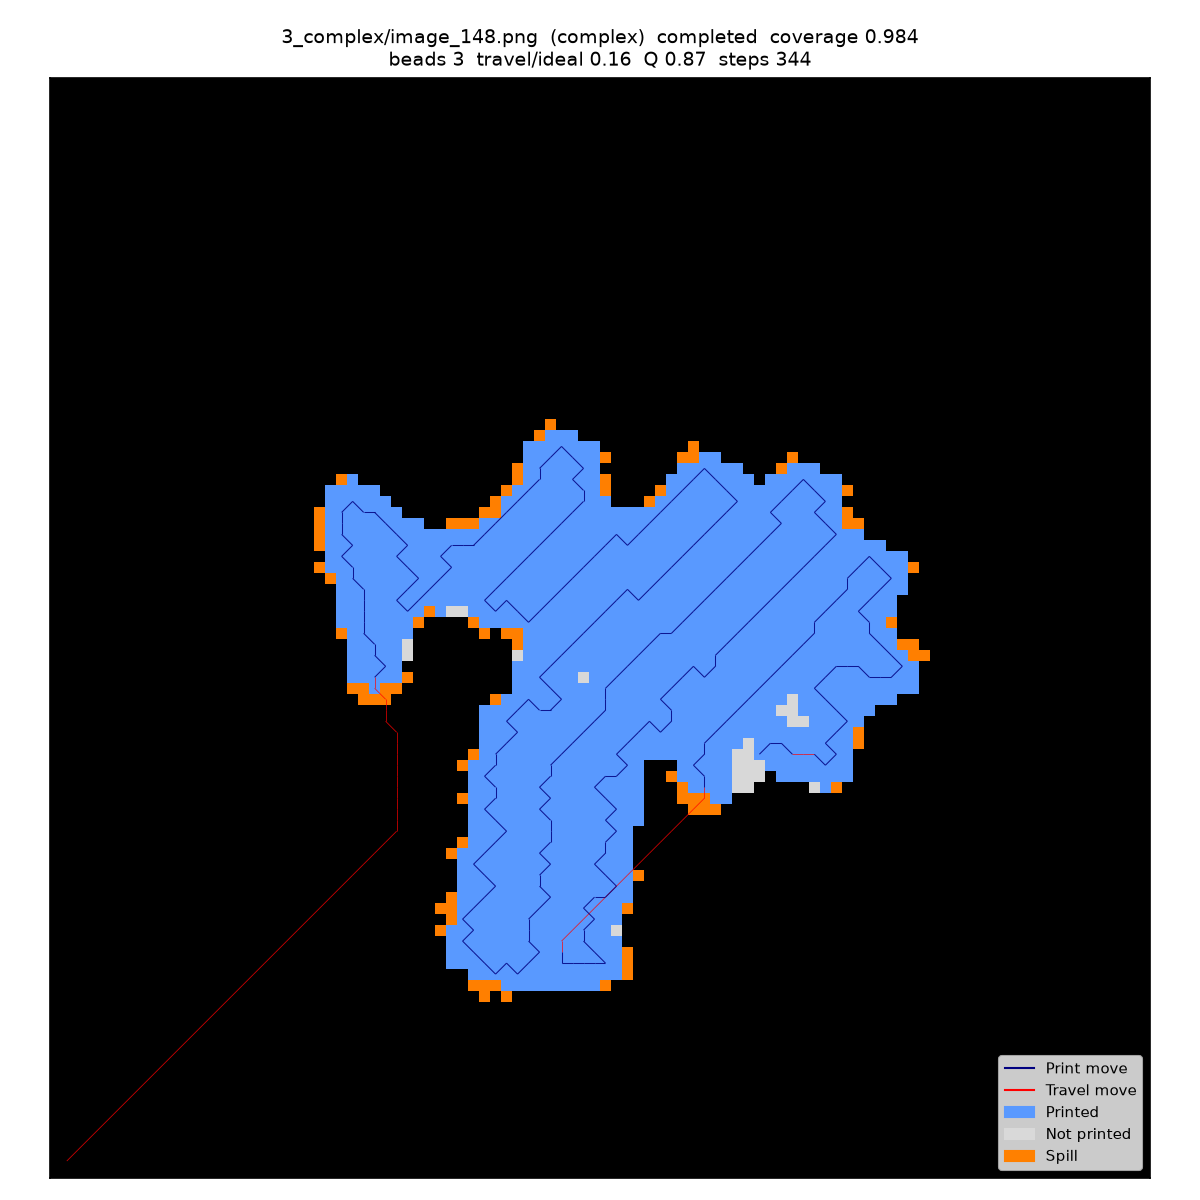 3_complex/image_148.png  (complex)  completed  coverage 0.984
beads 3  travel/ideal 0.16  Q 0.87  steps 344
Print move
Travel move
Printed
Not printed
Spill